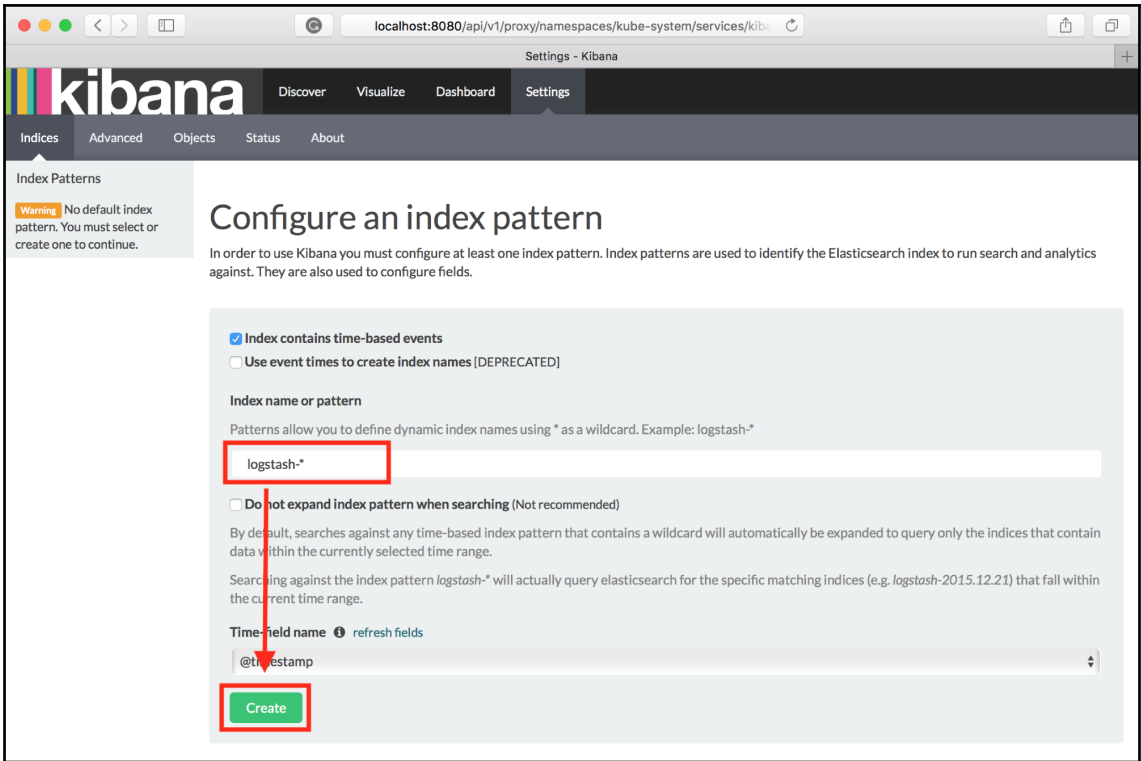 localhost:8080/api/v1/proxy/namespaces/kube-system/services/kiba
Settings - Kibana
kibana
Discover Visualize Dashboard Settings
Indices Advanced Objects Status About
Index Patterns
Warning No default index
pattern. You must select or
create one to continue.
Configure an index pattern
In order to use Kibana you must configure at least one index pattern. Index patterns are used to identify the Elasticsearch index to run search and analytics
against. They are also used to configure fields.
Index contains time-based events
Use event times to create index names [DEPRECATED]
Index name or pattern
Patterns allow you to define dynamic index names using * as a wildcard. Example: logstash-*
logstash-*
Do not expand index pattern when searching (Not recommended)
By default, searches against any time-based index pattern that contains a wildcard will automatically be expanded to query only the indices that contain
data within the currently selected time range.
Searching against the index pattern logstash-* will actually query elasticsearch for the specific matching indices (e.g. logstash-2015.12.21) that fall within
the current time range.
Time-field name refresh fields
@timestamp
Create